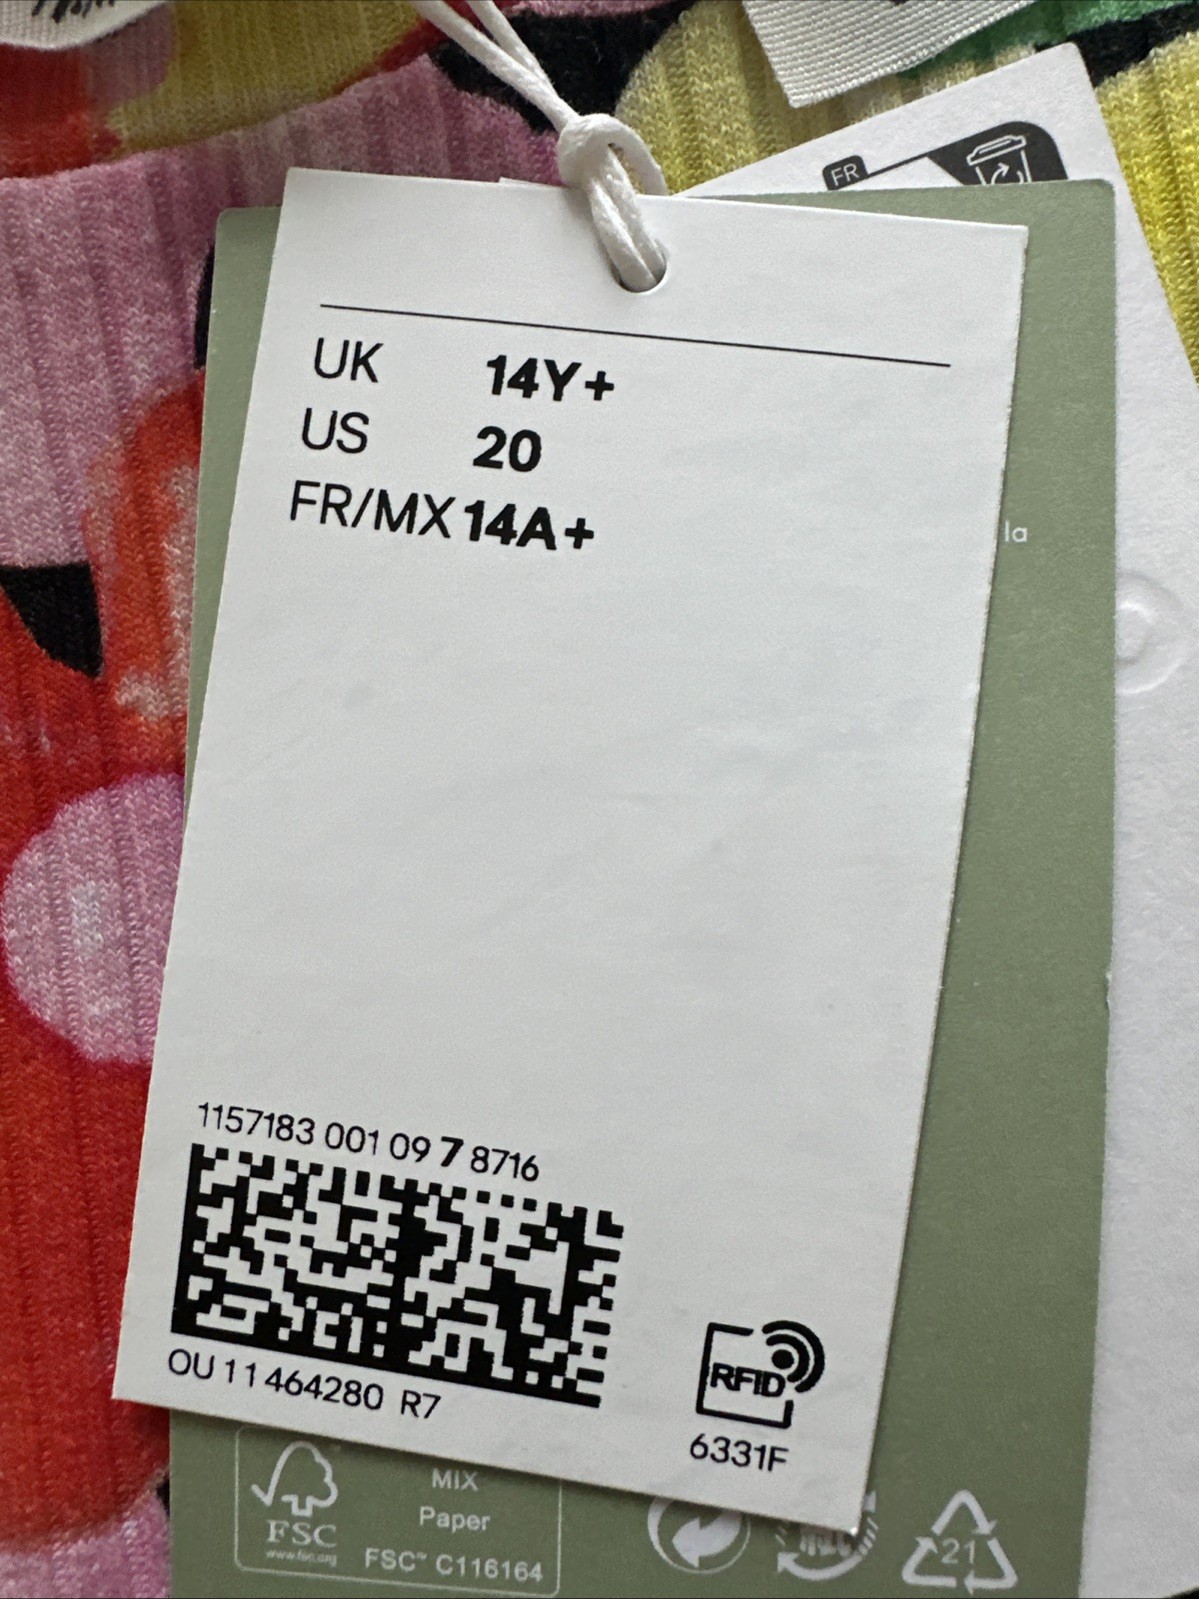 FR
UK 14Y+
US 20
FR/MX 14A+
la
1157183 001 09 7 8716
OU 11 464280 R7
RFID
6331F
MIX
Paper
FSC
www.fsc.org
FSC™ C116164
21